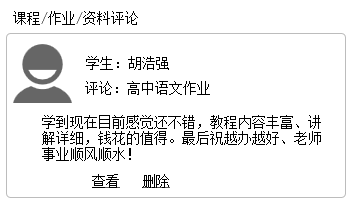 课程/作业/资料评论
学生：胡浩强
评论：高中语文作业
学到现在目前感觉还不错，教程内容丰富、讲
解详细，钱花的值得。最后祝越办越好、老师
事业顺风顺水！
查看 删除